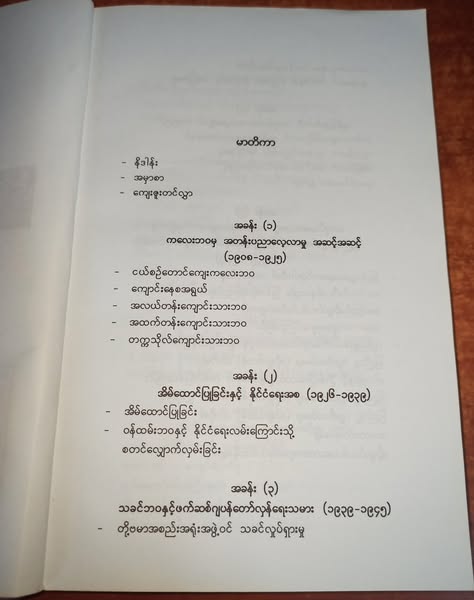 မာတိကာ
- နိဒါန်း
- အမှာစာ
- ကျေးဇူးတင်လွှာ
အခန်း (၁)
ကလေးဘဝမှ အတန်းပညာလေ့လာမှု အဆင့်အဆင့်
(၁၉၀၈-၁၉၂၅)
- ငယ်စဉ်တောင်ကျေးကလေးဘဝ
- ကျောင်းနေစအရွယ်
- အလယ်တန်းကျောင်းသားဘဝ
- အထက်တန်းကျောင်းသားဘဝ
- တက္ကသိုလ်ကျောင်းသားဘဝ
အခန်း (၂)
အိမ်ထောင်ပြုခြင်းနှင့် နိုင်ငံရေးအစ (၁၉၂၆-၁၉၃၉)
- အိမ်ထောင်ပြုခြင်း
- ဝန်ထမ်းဘဝနှင့် နိုင်ငံရေးလမ်းကြောင်းသို့
စတင်လျှောက်လှမ်းခြင်း
အခန်း (၃)
သခင်ဘဝနှင့်ဖက်ဆစ်ဂျပန်တော်လှန်ရေးသမား (၁၉၃၉-၁၉၄၅)
- တို့ဗမာအစည်းအရုံးအဖွဲ့ဝင် သခင်လှုပ်ရှားမှု